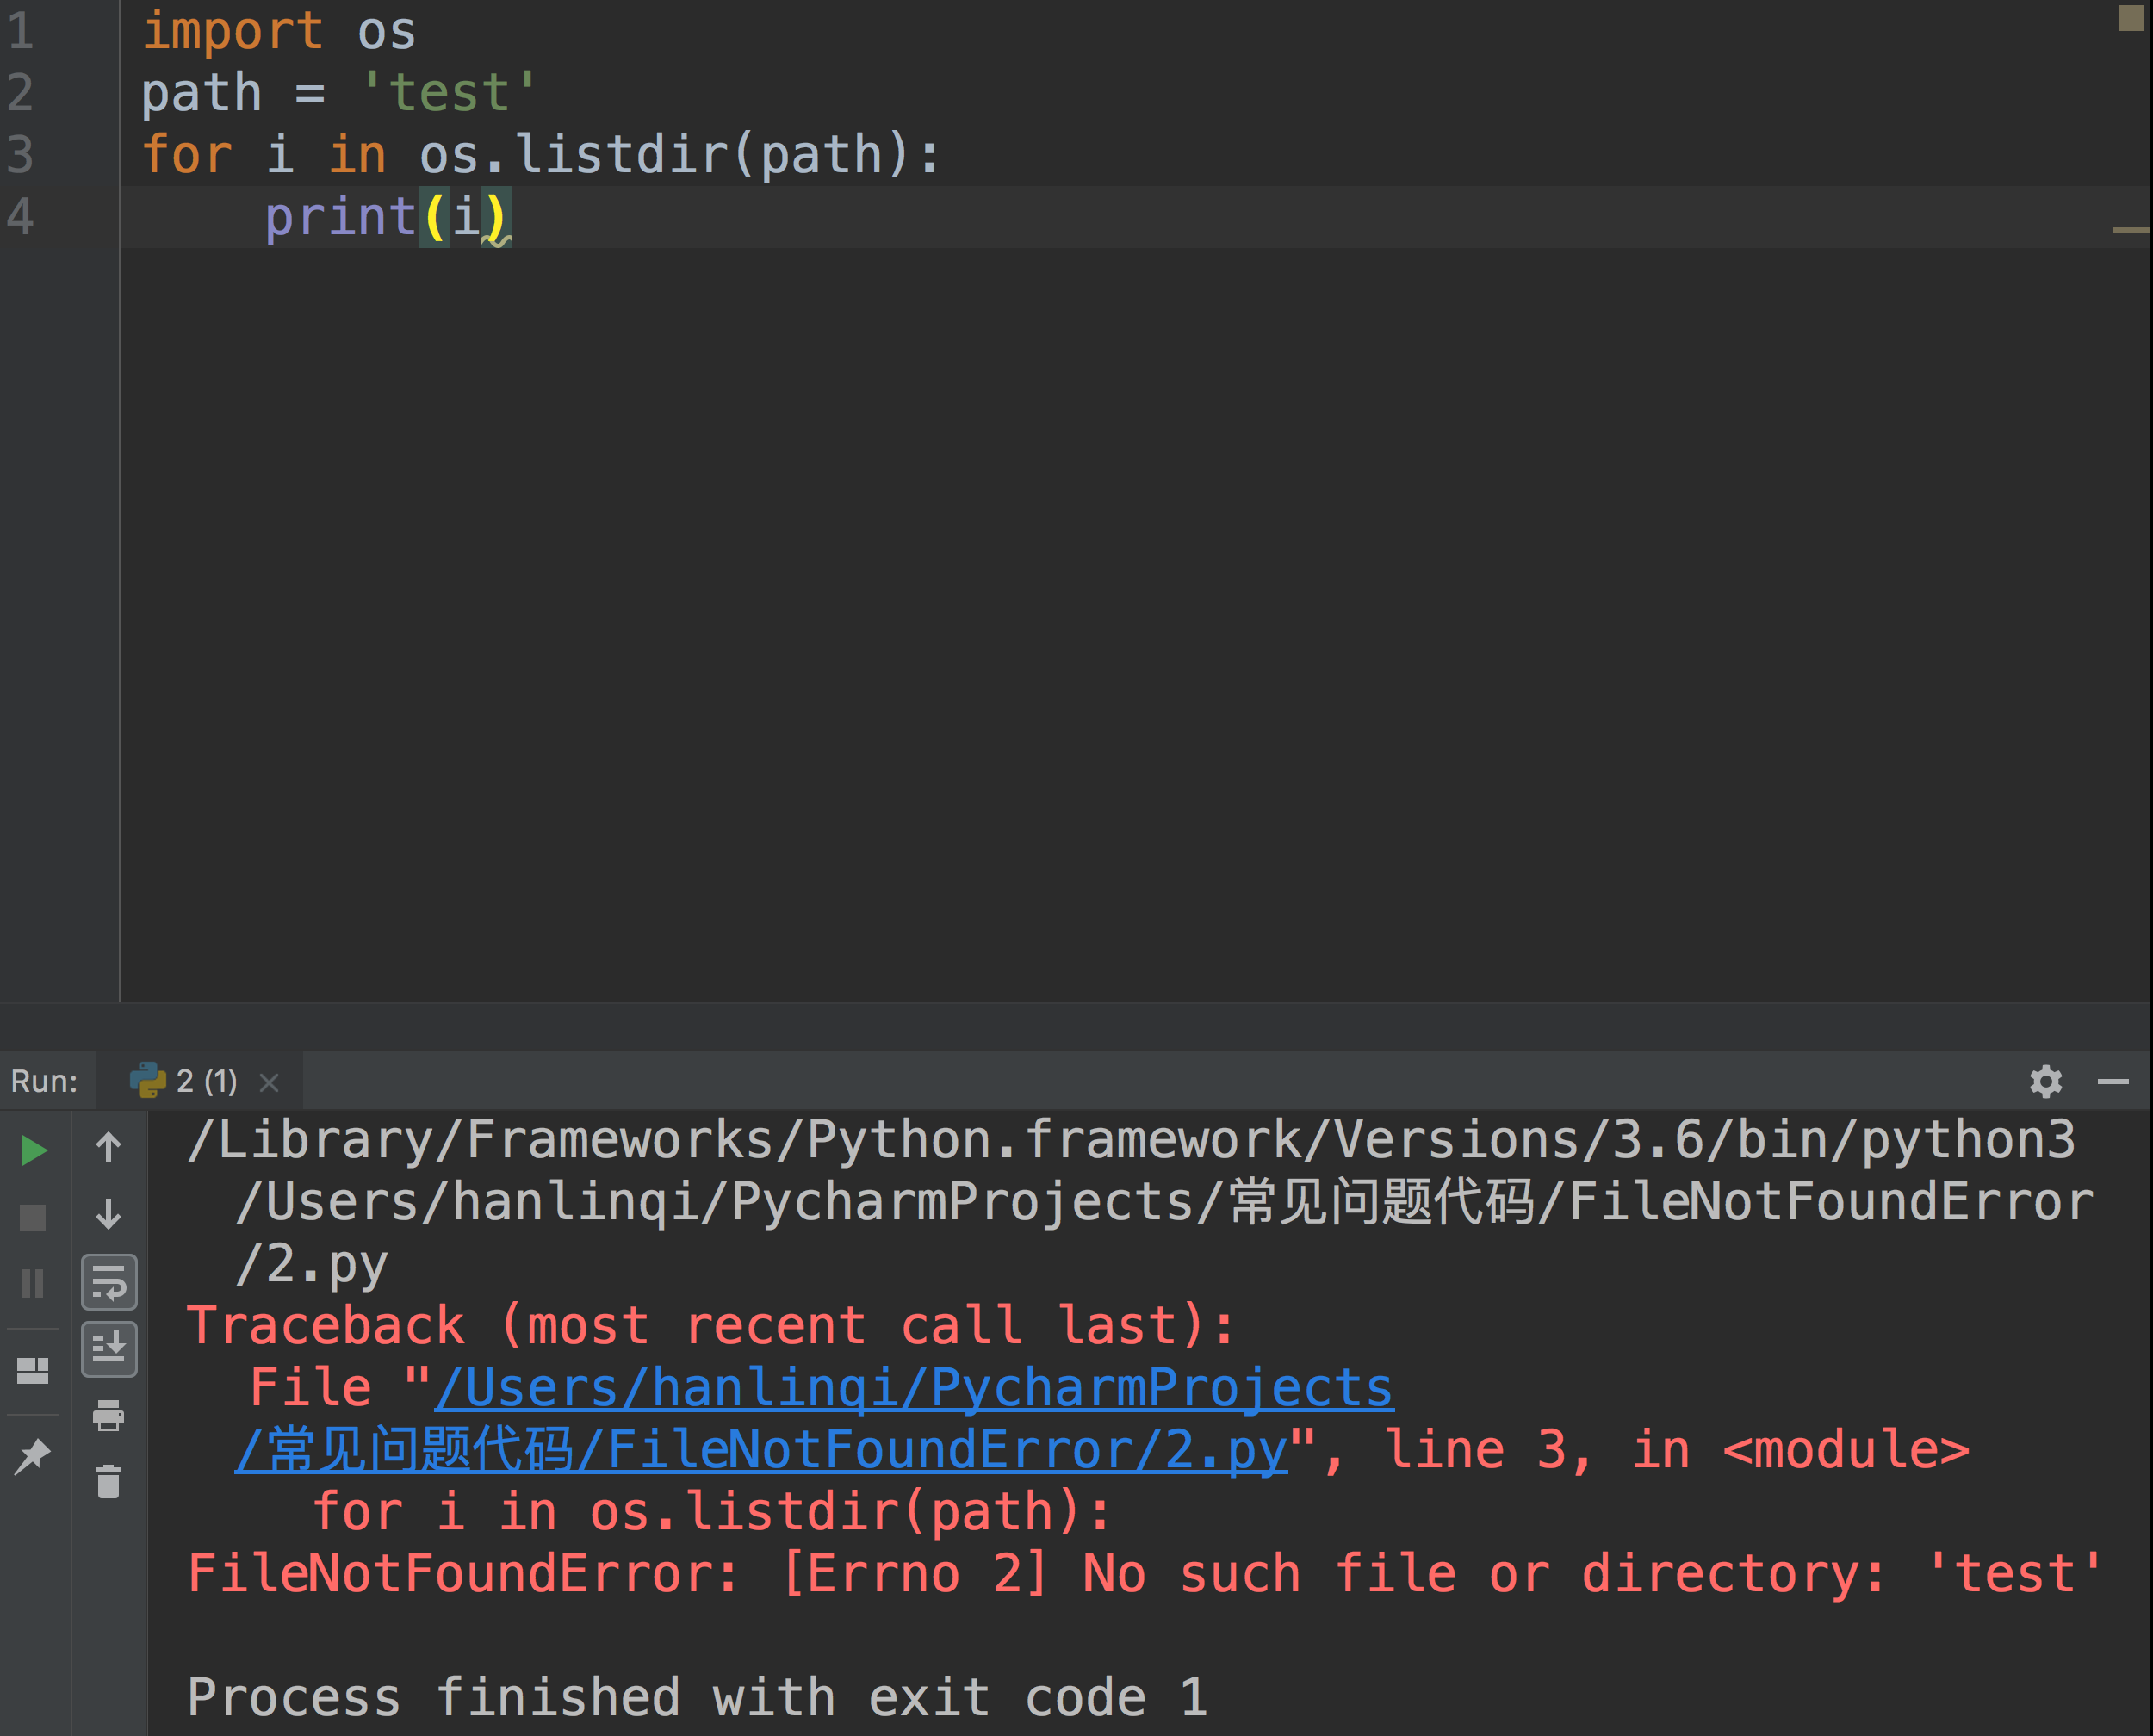 1 import os
2 path = 'test'
3 for i in os.listdir(path):
4     print(i)
Run: 2 (1)
/Library/Frameworks/Python.framework/Versions/3.6/bin/python3
/Users/hanlinqi/PycharmProjects/常见问题代码/FileNotFoundError
/2.py
Traceback (most recent call last):
File "/Users/hanlinqi/PycharmProjects
/常见问题代码/FileNotFoundError/2.py", line 3, in <module>
for i in os.listdir(path):
FileNotFoundError: [Errno 2] No such file or directory: 'test'
Process finished with exit code 1